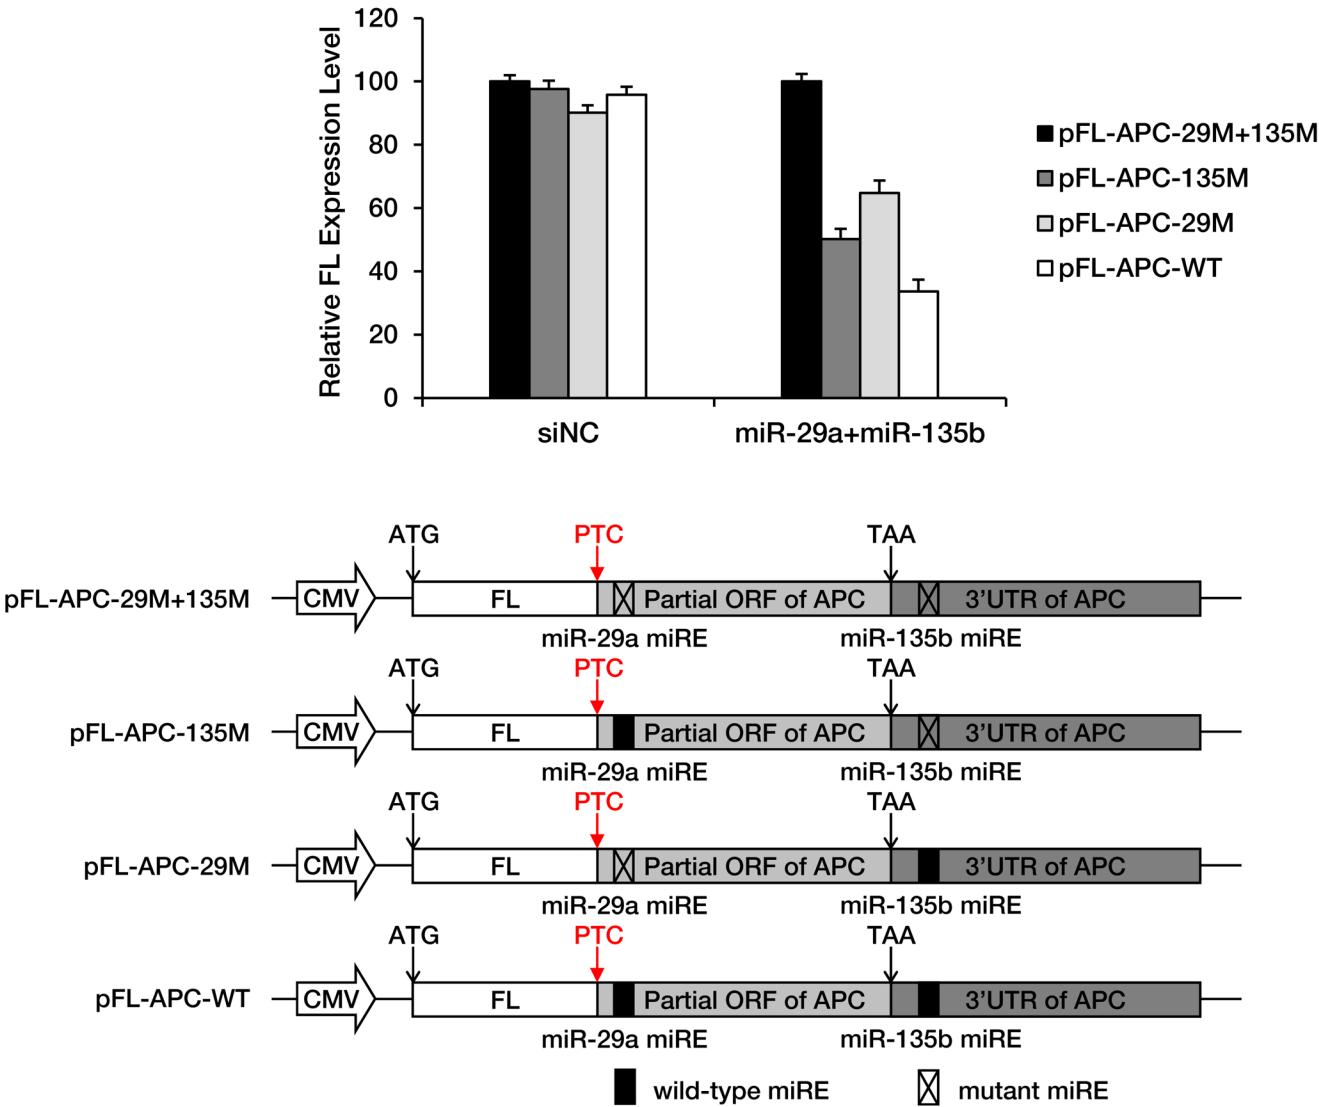 120
100
80
60
40
20
0
Relative FL Expression Level
siNC
miR-29a+miR-135b
pFL-APC-29M+135M
pFL-APC-135M
pFL-APC-29M
pFL-APC-WT
ATG PTC TAA
pFL-APC-29M+135M CMV FL Partial ORF of APC 3'UTR of APC
miR-29a miRE miR-135b miRE
ATG PTC TAA
pFL-APC-135M CMV FL Partial ORF of APC 3'UTR of APC
miR-29a miRE miR-135b miRE
ATG PTC TAA
pFL-APC-29M CMV FL Partial ORF of APC 3'UTR of APC
miR-29a miRE miR-135b miRE
ATG PTC TAA
pFL-APC-WT CMV FL Partial ORF of APC 3'UTR of APC
miR-29a miRE miR-135b miRE
wild-type miRE mutant miRE